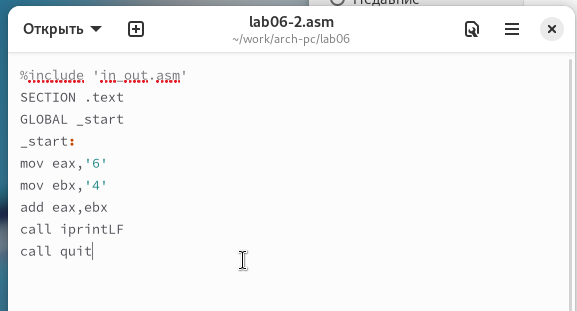 Недавние
Открыть
lab06-2.asm
~/work/arch-pc/lab06
%include 'in_out.asm'
SECTION .text
GLOBAL _start
_start:
mov eax,'6'
mov ebx,'4'
add eax,ebx
call iprintLF
call quit